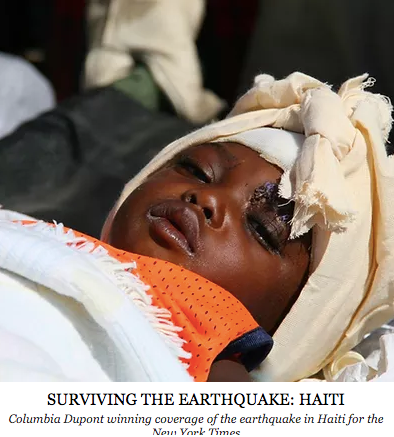 SURVIVING THE EARTHQUAKE: HAITI
Columbia Dupont winning coverage of the earthquake in Haiti for the
New York Times